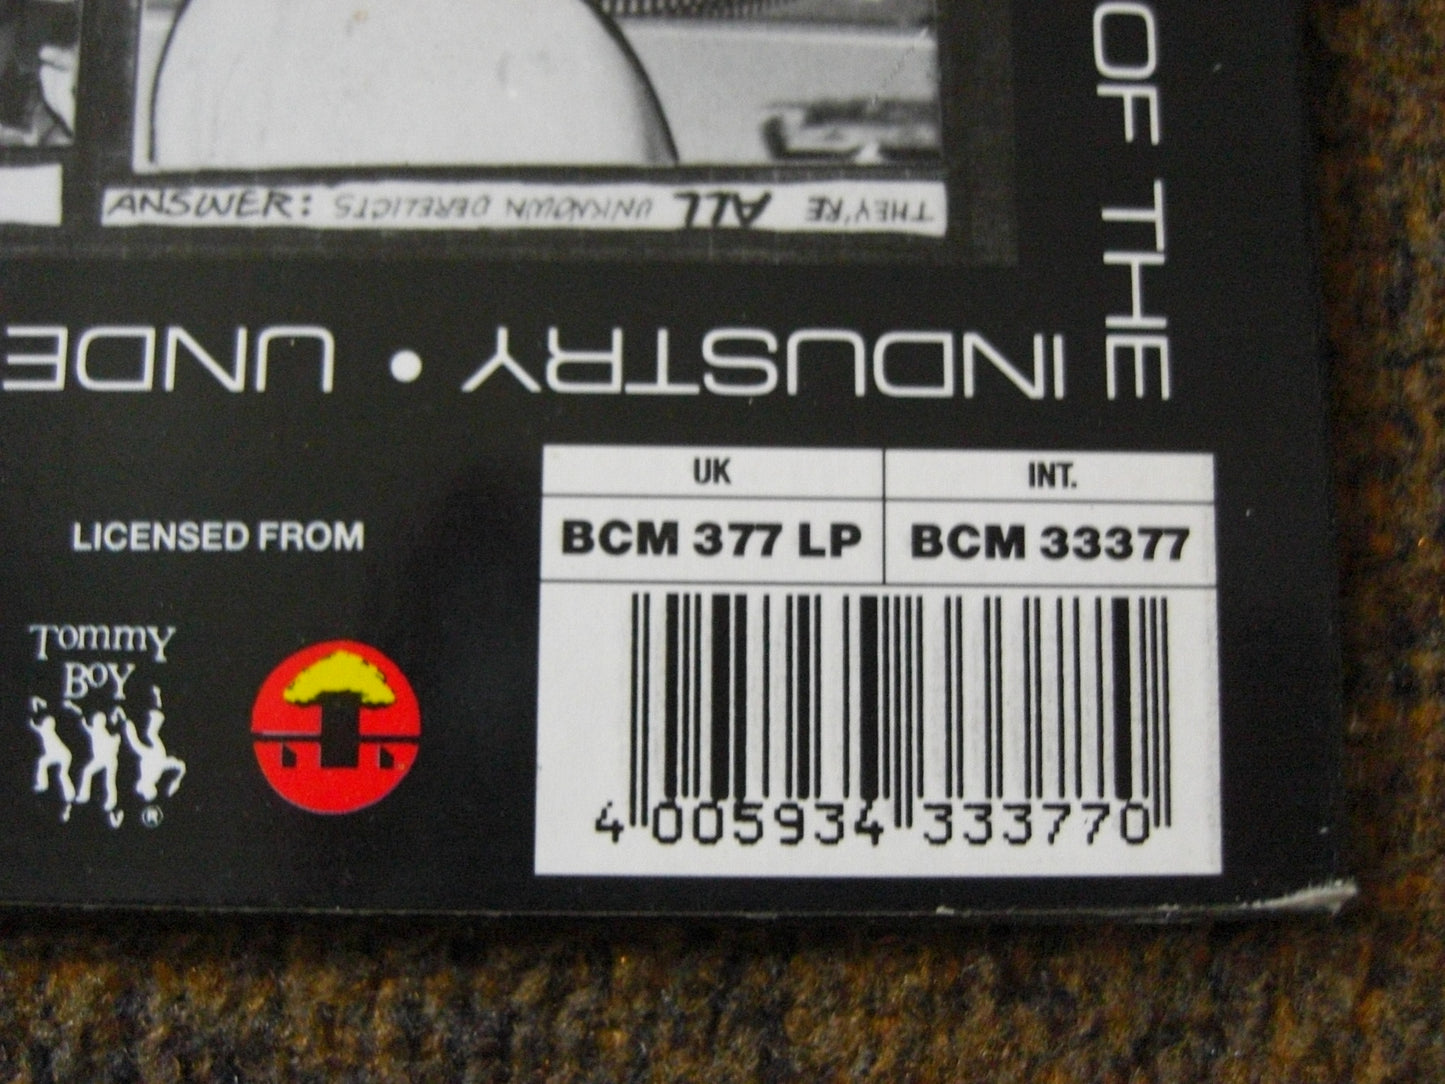 OF THE
ANSWER: THEY'RE ALL UNKNOWN DERELICTS
INDUSTRY • UNDE
UK
INT.
BCM 377 LP
BCM 33377
LICENSED FROM
Tommy
Boy
®
4 005934 333770